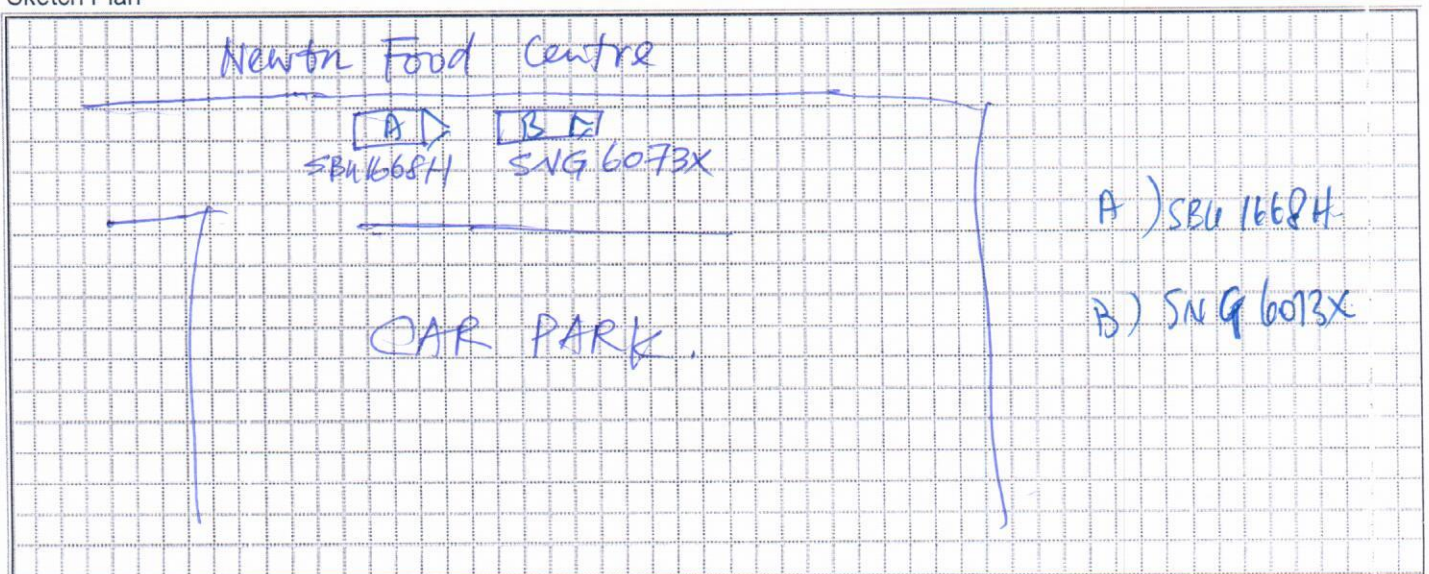 Sketch Plan
Newton Food Centre
A B
SBU1668H SNG 6073X
A ) SBU 1668H
B ) SNG 6073X
CAR PARK.